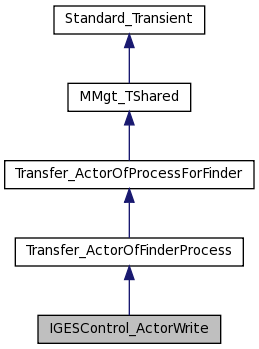 Standard_Transient
MMgt_TShared
Transfer_ActorOfProcessForFinder
Transfer_ActorOfFinderProcess
IGESControl_ActorWrite